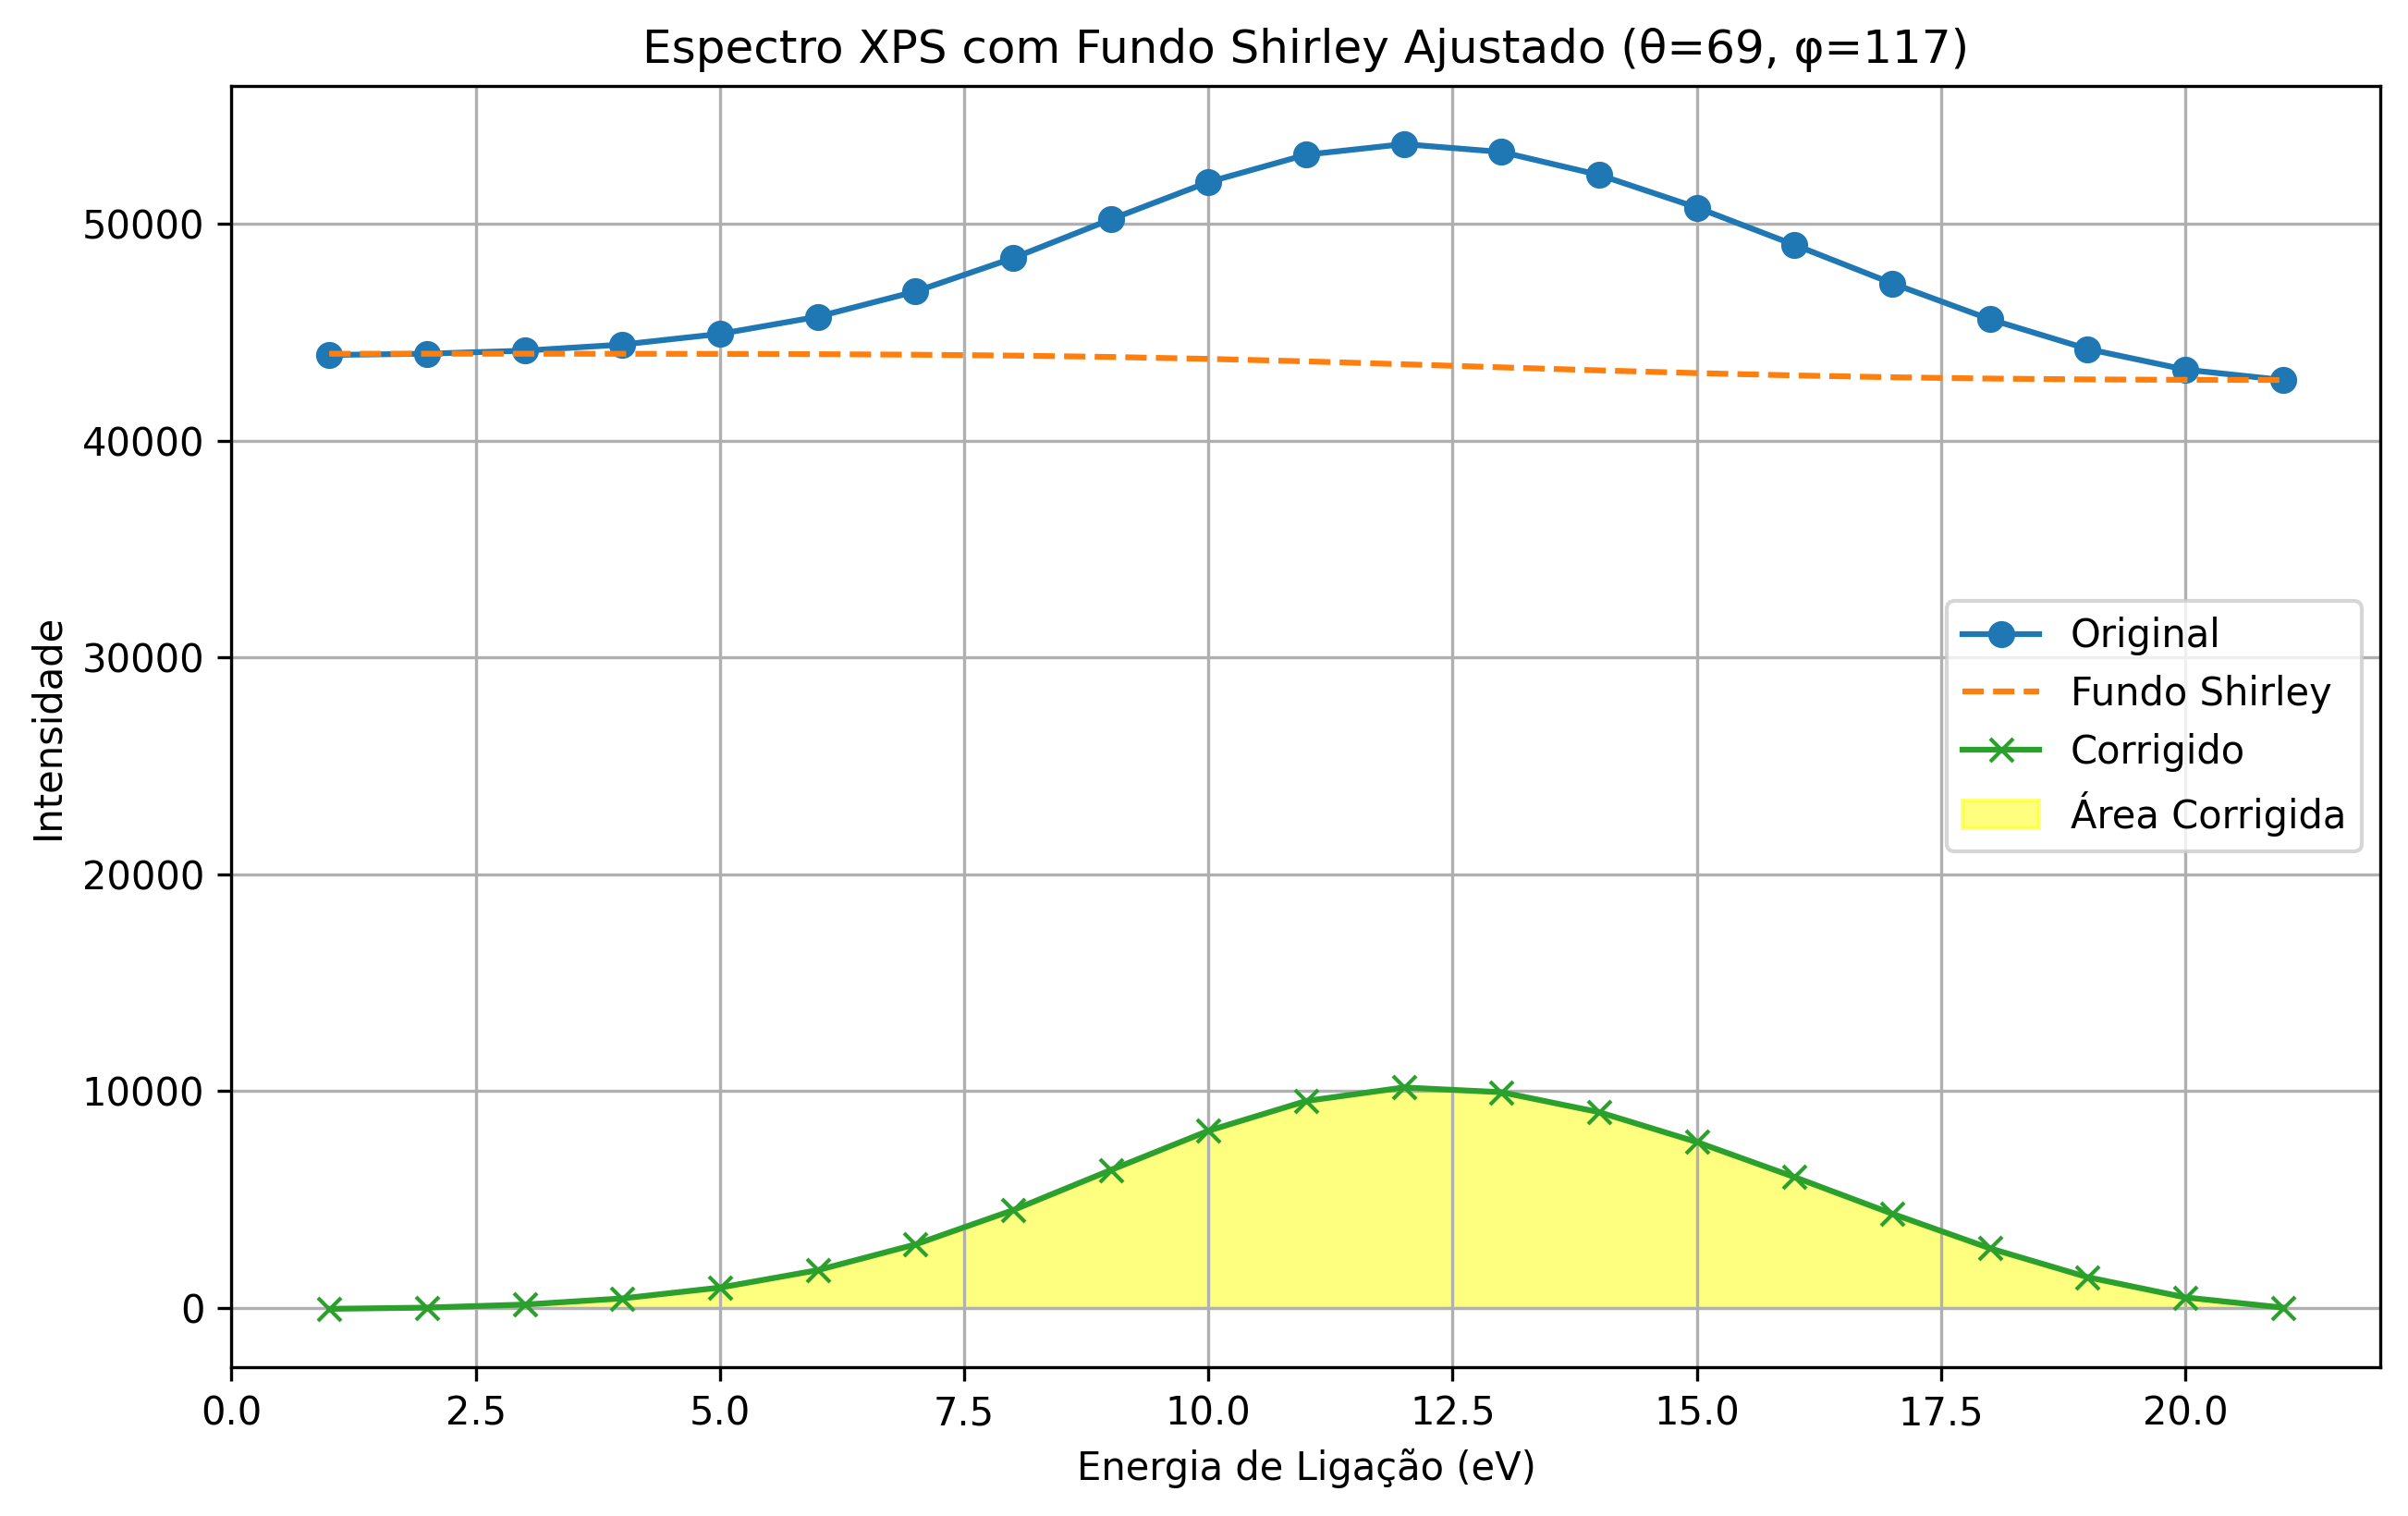 Espectro XPS com Fundo Shirley Ajustado (θ=69, φ=117)
Intensidade
50000
40000
30000
20000
10000
0
Original
Fundo Shirley
Corrigido
Área Corrigida
0.0 2.5 5.0 7.5 10.0 12.5 15.0 17.5 20.0
Energia de Ligação (eV)